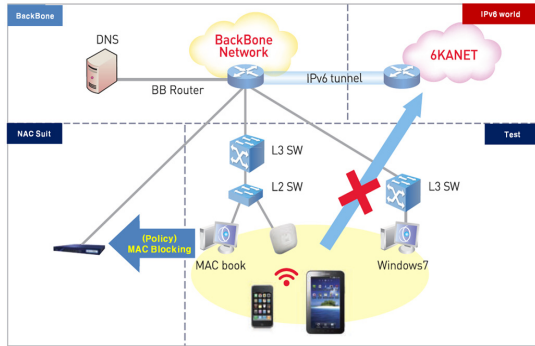 BackBone
IPv6 world
DNS
BackBone
Network
6KANET
IPv6 tunnel
BB Router
NAC Suit
Test
L3 SW
L3 SW
L2 SW
(Policy)
MAC Blocking
MAC book
Windows7